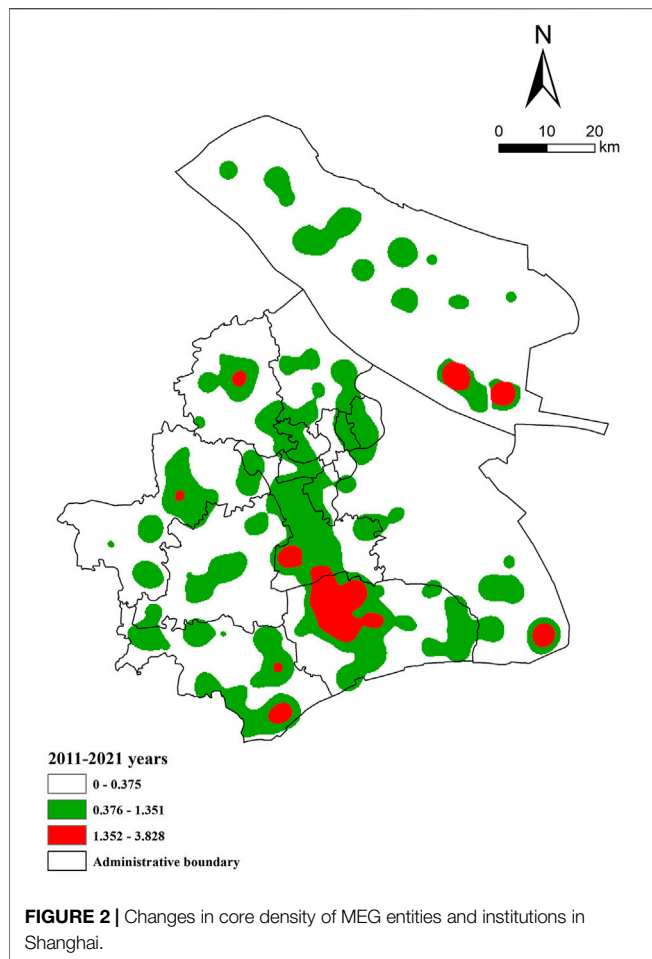 N
0 10 20
km
2011-2021 years
0 - 0.375
0.376 - 1.351
1.352 - 3.828
Administrative boundary
FIGURE 2 | Changes in core density of MEG entities and institutions in
Shanghai.